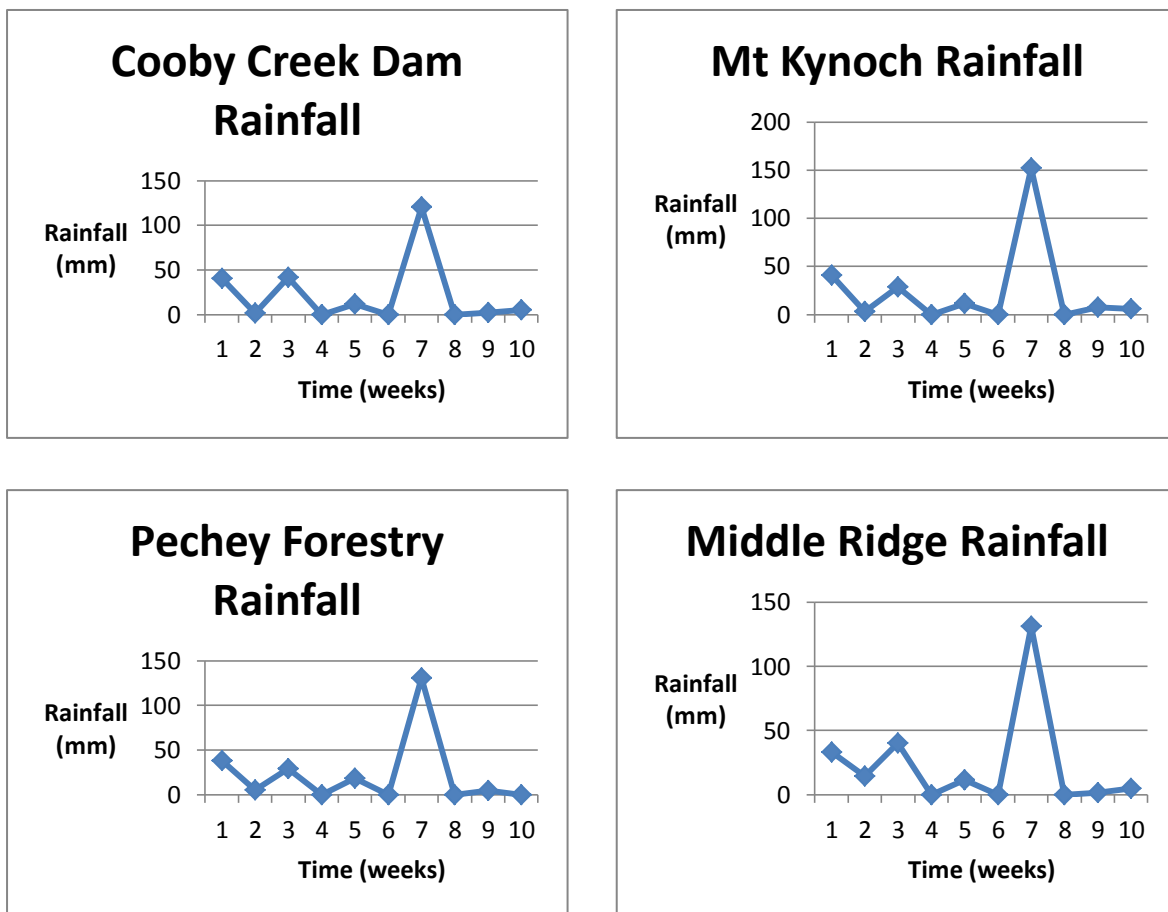 Cooby Creek Dam
Rainfall
150
100
50
0
Rainfall
(mm)
1 2 3 4 5 6 7 8 9 10
Time (weeks)
Mt Kynoch Rainfall
200
150
100
50
0
Rainfall
(mm)
1 2 3 4 5 6 7 8 9 10
Time (weeks)
Pechey Forestry
Rainfall
150
100
50
0
Rainfall
(mm)
1 2 3 4 5 6 7 8 9 10
Time (weeks)
Middle Ridge Rainfall
150
100
50
0
Rainfall
(mm)
1 2 3 4 5 6 7 8 9 10
Time (weeks)